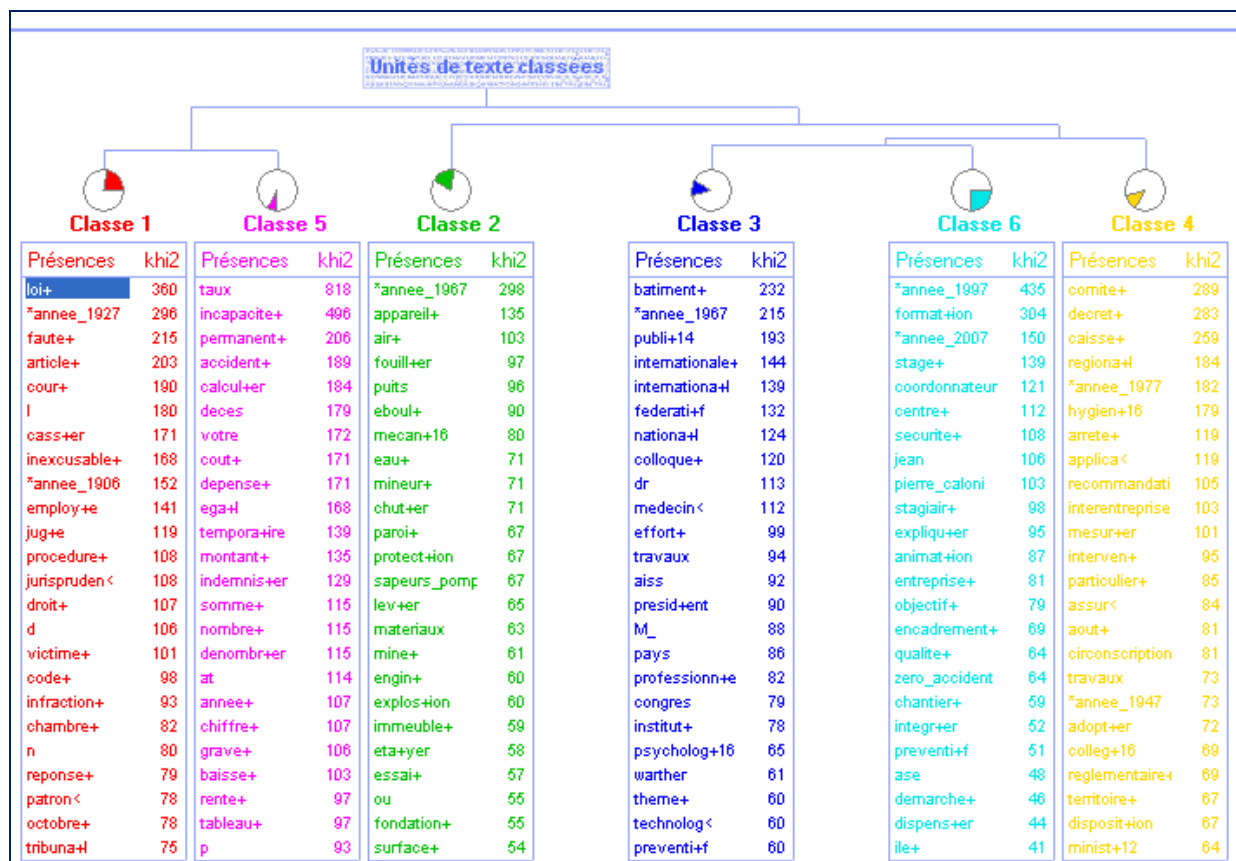 Unités de texte classées
Classe 1 Classe 5 Classe 2 Classe 3 Classe 6 Classe 4
Présences khi2 Présences khi2 Présences khi2 Présences khi2 Présences khi2 Présences khi2
loi+ 360 taux 818 *annee_1967 298 batiment+ 232 *annee_1997 435 comite+ 289
*annee_1927 296 incapacite+ 496 appareil+ 135 *annee_1967 215 format+ion 304 decret+ 283
faute+ 215 permanent+ 206 air+ 103 publi+14 193 *annee_2007 150 caisse+ 259
article+ 203 accident+ 189 fouill+er 97 internationale+ 144 stage+ 139 regiona+l 184
cour+ 190 calcul+er 184 puits 96 internationa+l 139 coordonnateur 121 *annee_1977 182
l 180 deces 179 eboul+ 90 federati+f 132 centre+ 112 hygien+16 179
cass+er 171 votre 172 mecan+16 80 nationa+l 124 securite+ 108 arrete+ 119
inexcusable+ 168 cout+ 171 eau+ 71 colloque+ 120 jean 106 applica< 119
*annee_1906 152 depense+ 171 mineur+ 71 dr 113 pierre_caloni 103 recommandati 105
employ+e 141 ega+l 168 chut+er 71 medecin< 112 stagiair+ 98 interentreprise 103
jug+e 119 tempora+ire 139 paroi+ 67 effort+ 99 expliqu+er 95 mesur+er 101
procedure+ 108 montant+ 135 protect+ion 67 travaux 94 animat+ion 87 interven+ 95
jurispruden< 108 indemnis+er 129 sapeurs_pomp 67 aiss 92 entreprise+ 81 particulier+ 85
droit+ 107 somme+ 115 lev+er 65 presid+ent 90 objectif+ 79 assur< 84
d 106 nombre+ 115 materiaux 63 M_ 88 encadrement+ 69 aout+ 81
victime+ 101 denombr+er 115 mine+ 61 pays 86 qualite+ 64 circonscription 81
code+ 98 at 114 engin+ 60 professionn+e 82 zero_accident 64 travaux 73
infraction+ 93 annee+ 107 explos+ion 60 congres 79 chantier+ 59 *annee_1947 73
chambre+ 82 chiffre+ 107 immeuble+ 59 institut+ 78 integr+er 52 adopt+er 72
n 80 grave+ 106 eta+yer 58 psycholog+16 65 preventi+f 51 colleg+16 69
reponse+ 79 baisse+ 103 essai+ 57 warther 61 ase 48 reglementaire+ 69
patron< 78 rente+ 97 ou 55 theme+ 60 demarche+ 46 territoire+ 67
octobre+ 78 tableau+ 97 fondation+ 55 technolog< 60 dispens+er 44 disposit+ion 67
tribuna+l 75 p 93 surface+ 54 preventi+f 60 ile+ 41 minist+12 64